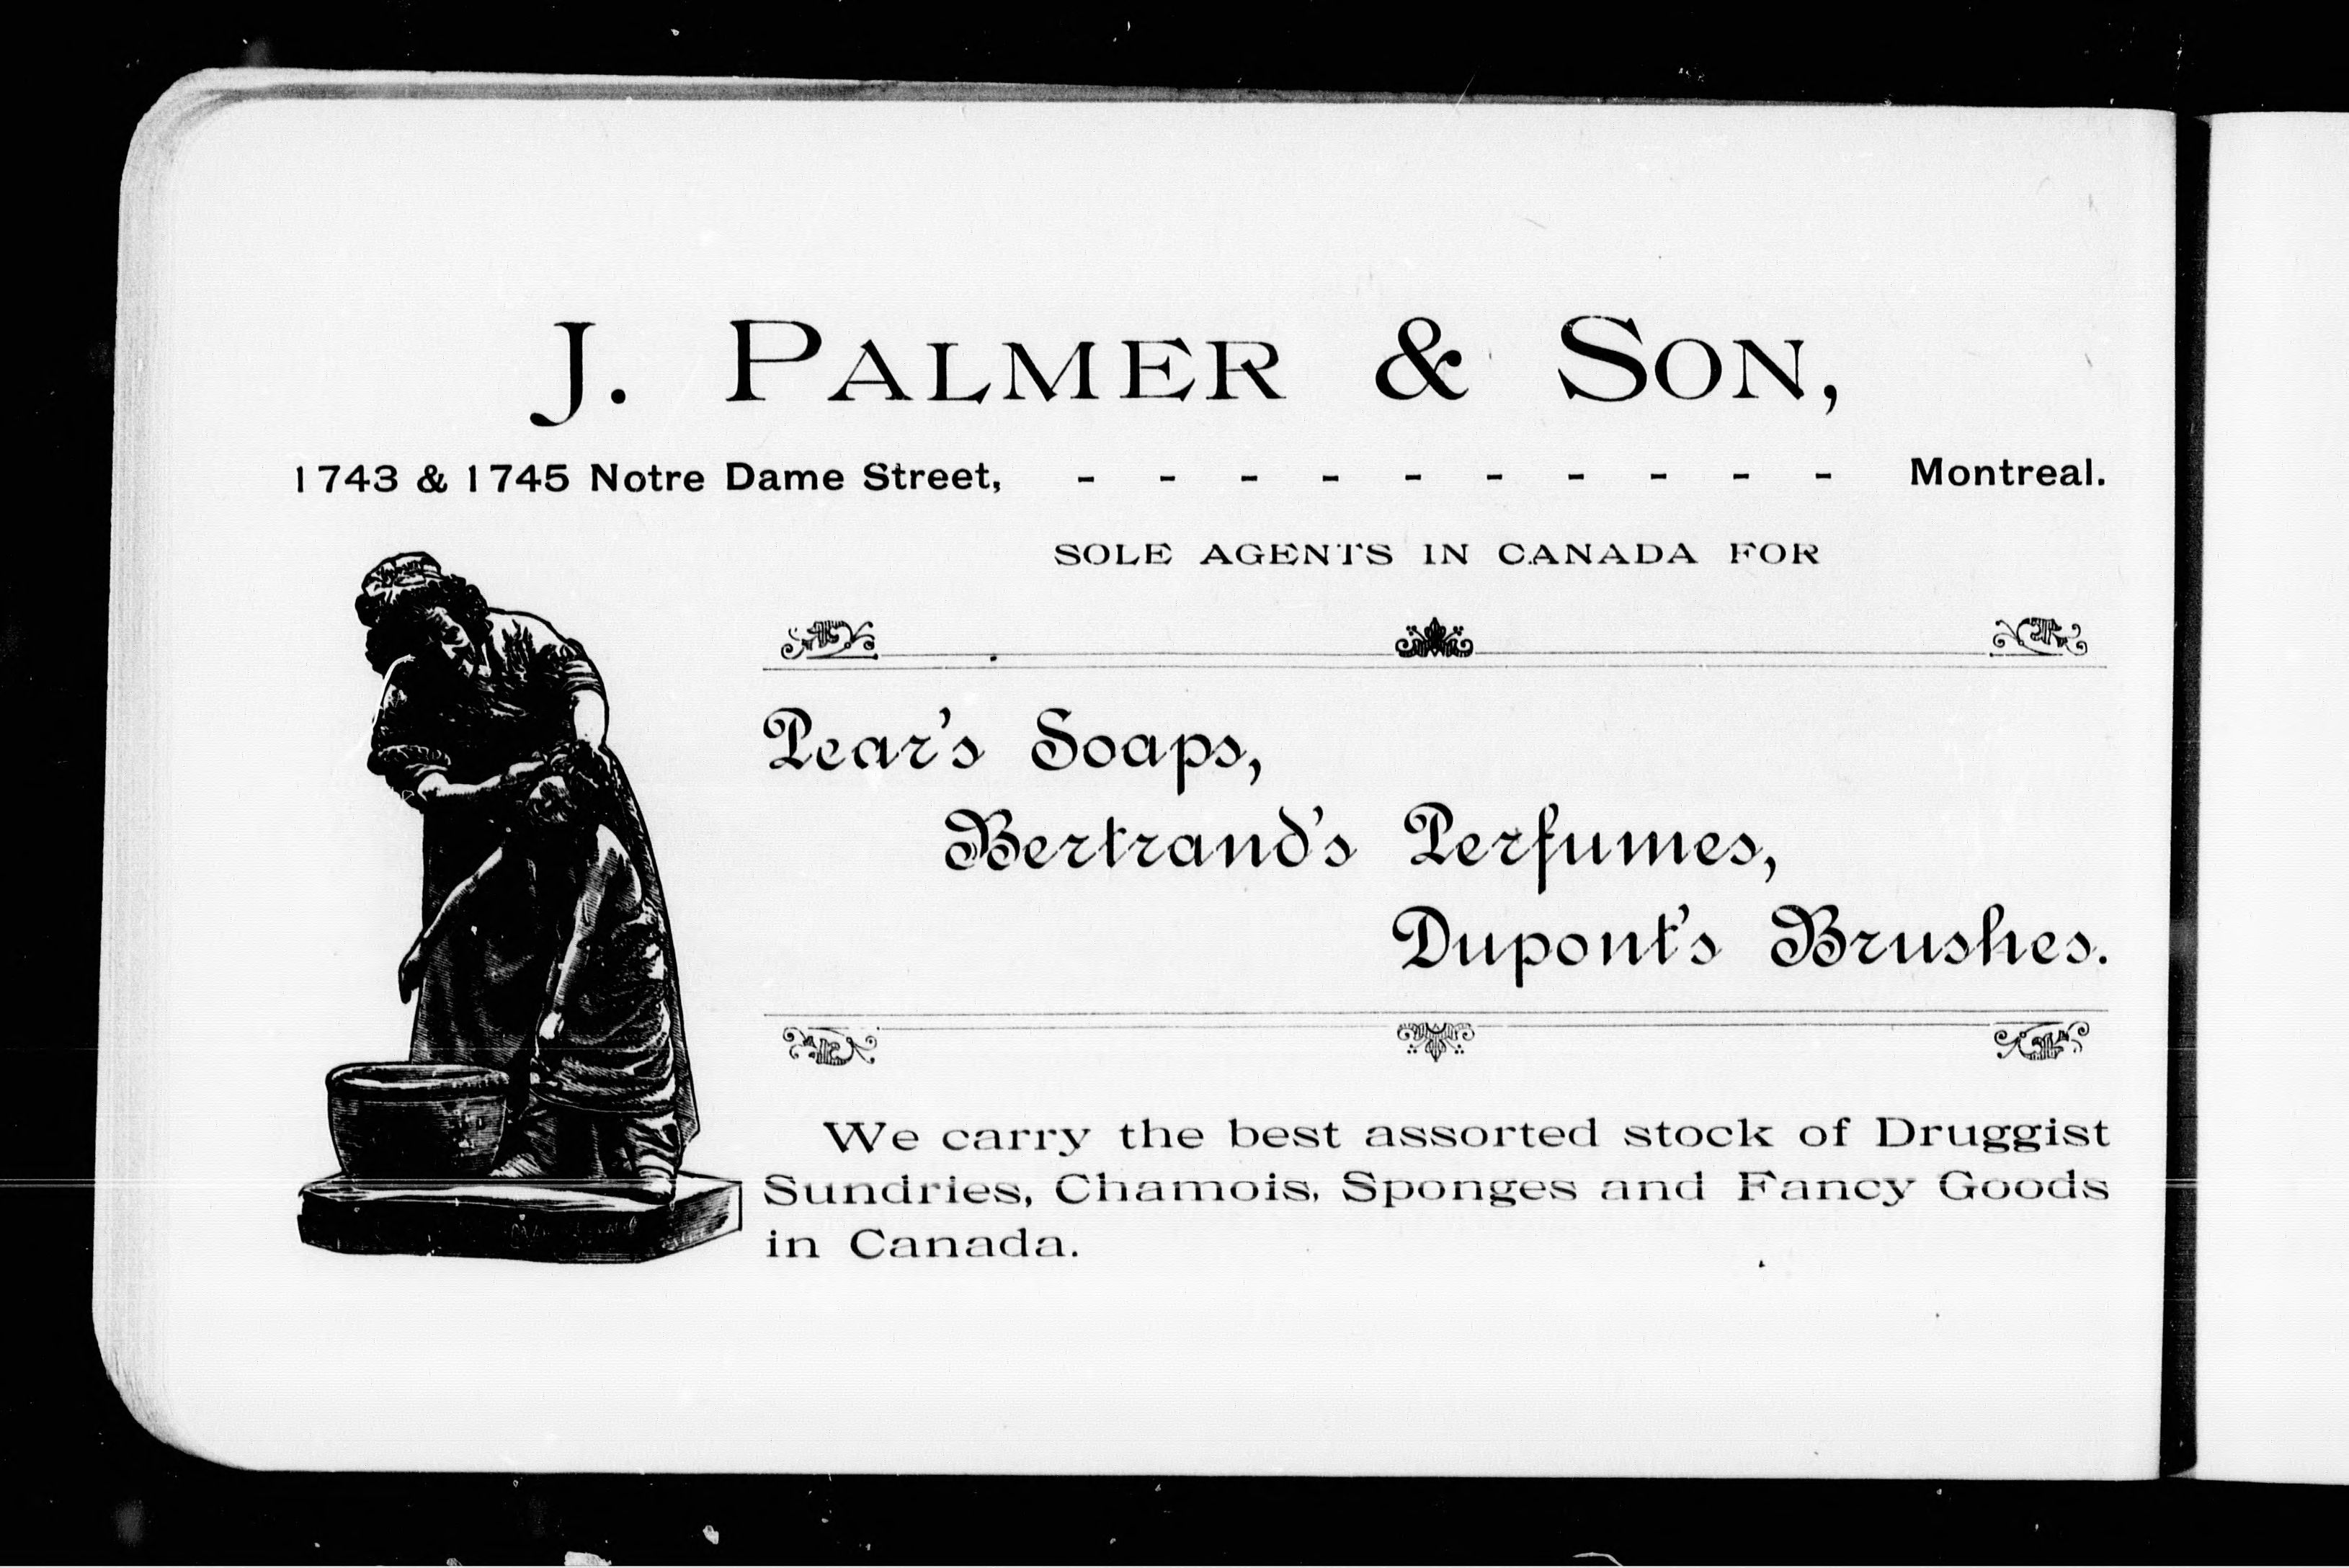 J. PALMER & SON,
1743 & 1745 Notre Dame Street, - - - - - - - - - - Montreal.
SOLE AGENTS IN CANADA FOR
Pear's Soaps,
Bertrand's Perfumes,
Dupont's Brushes.
We carry the best assorted stock of Druggist
Sundries, Chamois, Sponges and Fancy Goods
in Canada.